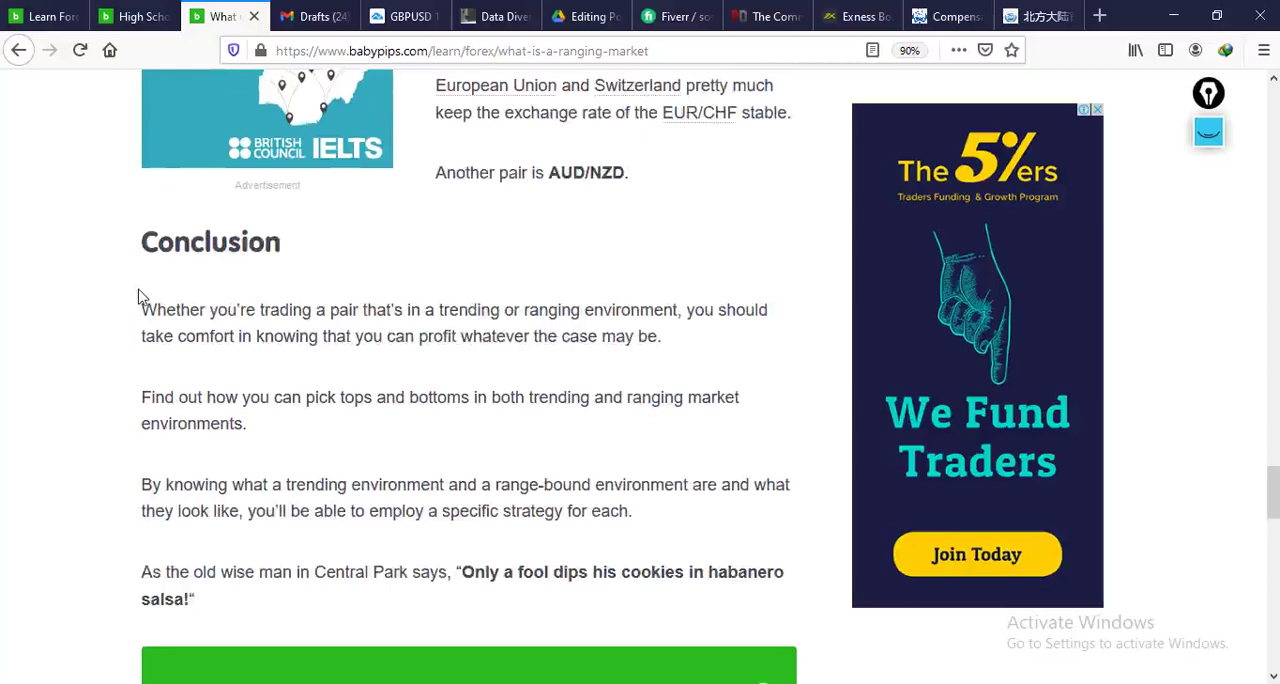 Learn For
High Scho
What
Drafts (24)
GBPUSD
Data Dive
Editing Po
Fiverr / so
The Com
Exness Bo
Compens
北方大陆
https://www.babypips.com/learn/forex/what-is-a-ranging-market
90%
BRITISH
COUNCIL
IELTS
Advertisement
European Union and Switzerland pretty much
keep the exchange rate of the EUR/CHF stable.
Another pair is AUD/NZD.
Conclusion
Whether you’re trading a pair that’s in a trending or ranging environment, you should
take comfort in knowing that you can profit whatever the case may be.
Find out how you can pick tops and bottoms in both trending and ranging market
environments.
By knowing what a trending environment and a range-bound environment are and what
they look like, you’ll be able to employ a specific strategy for each.
As the old wise man in Central Park says, “Only a fool dips his cookies in habanero
salsa!“
The 5%ers
Traders Funding & Growth Program
We Fund
Traders
Join Today
Activate Windows
Go to Settings to activate Windows.